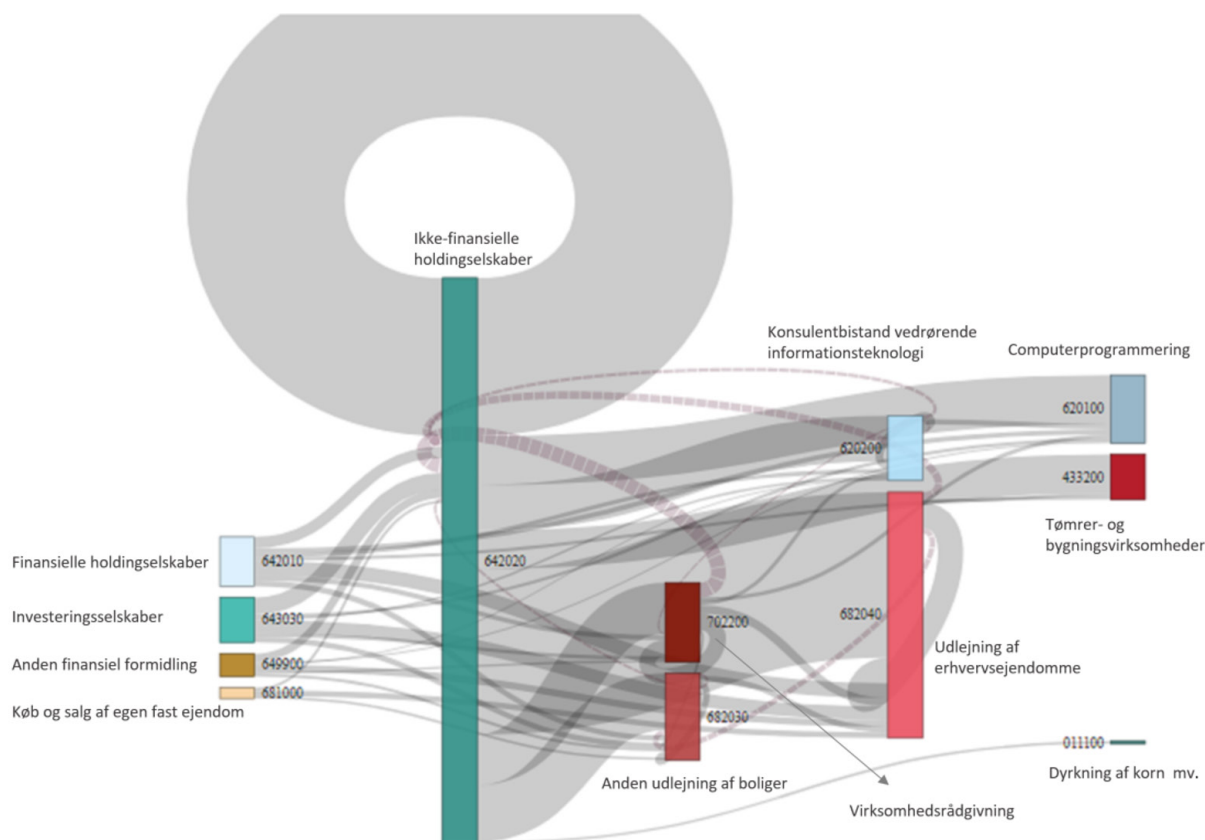 Ikke-finansielle
holdingselskaber
Konsulentbistand vedrørende
informationsteknologi
Computerprogrammering
620100
620200
433200
Tømrer- og
bygningsvirksomheder
Finansielle holdingselskaber
642010
642020
Investeringsselskaber
643030
702200
682040
Anden finansiel formidling
649900
Udlejning af
erhvervsejendomme
681000
Køb og salg af egen fast ejendom
682030
011100
Dyrkning af korn mv.
Anden udlejning af boliger
Virksomhedsrådgivning